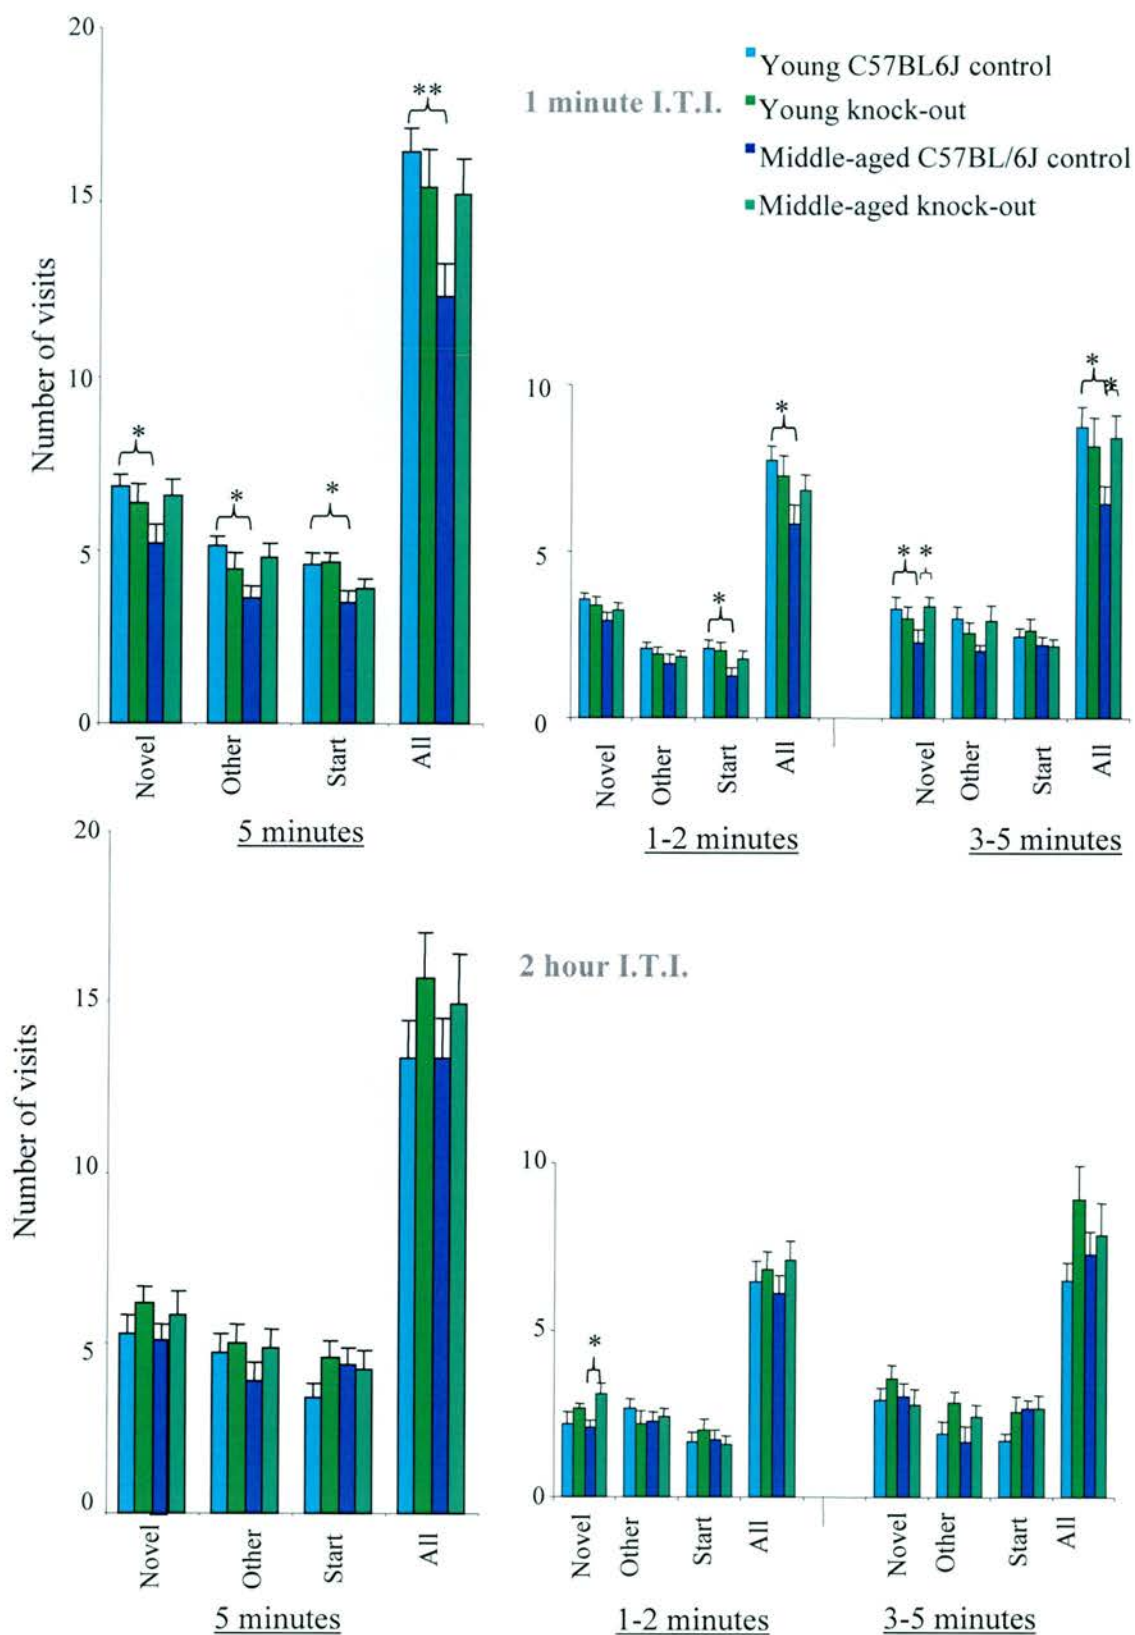 20
15
10
5
0
Number of visits
**
*
*
*
1 minute I.T.I.
Young C57BL6J control
Young knock-out
Middle-aged C57BL/6J control
Middle-aged knock-out
Novel
Other
Start
All
5 minutes
10
5
0
*
*
*
*
*
*
Novel
Other
Start
All
Novel
Other
Start
All
1-2 minutes
3-5 minutes
20
15
10
5
0
Number of visits
2 hour I.T.I.
Novel
Other
Start
All
5 minutes
10
5
0
*
Novel
Other
Start
All
Novel
Other
Start
All
1-2 minutes
3-5 minutes